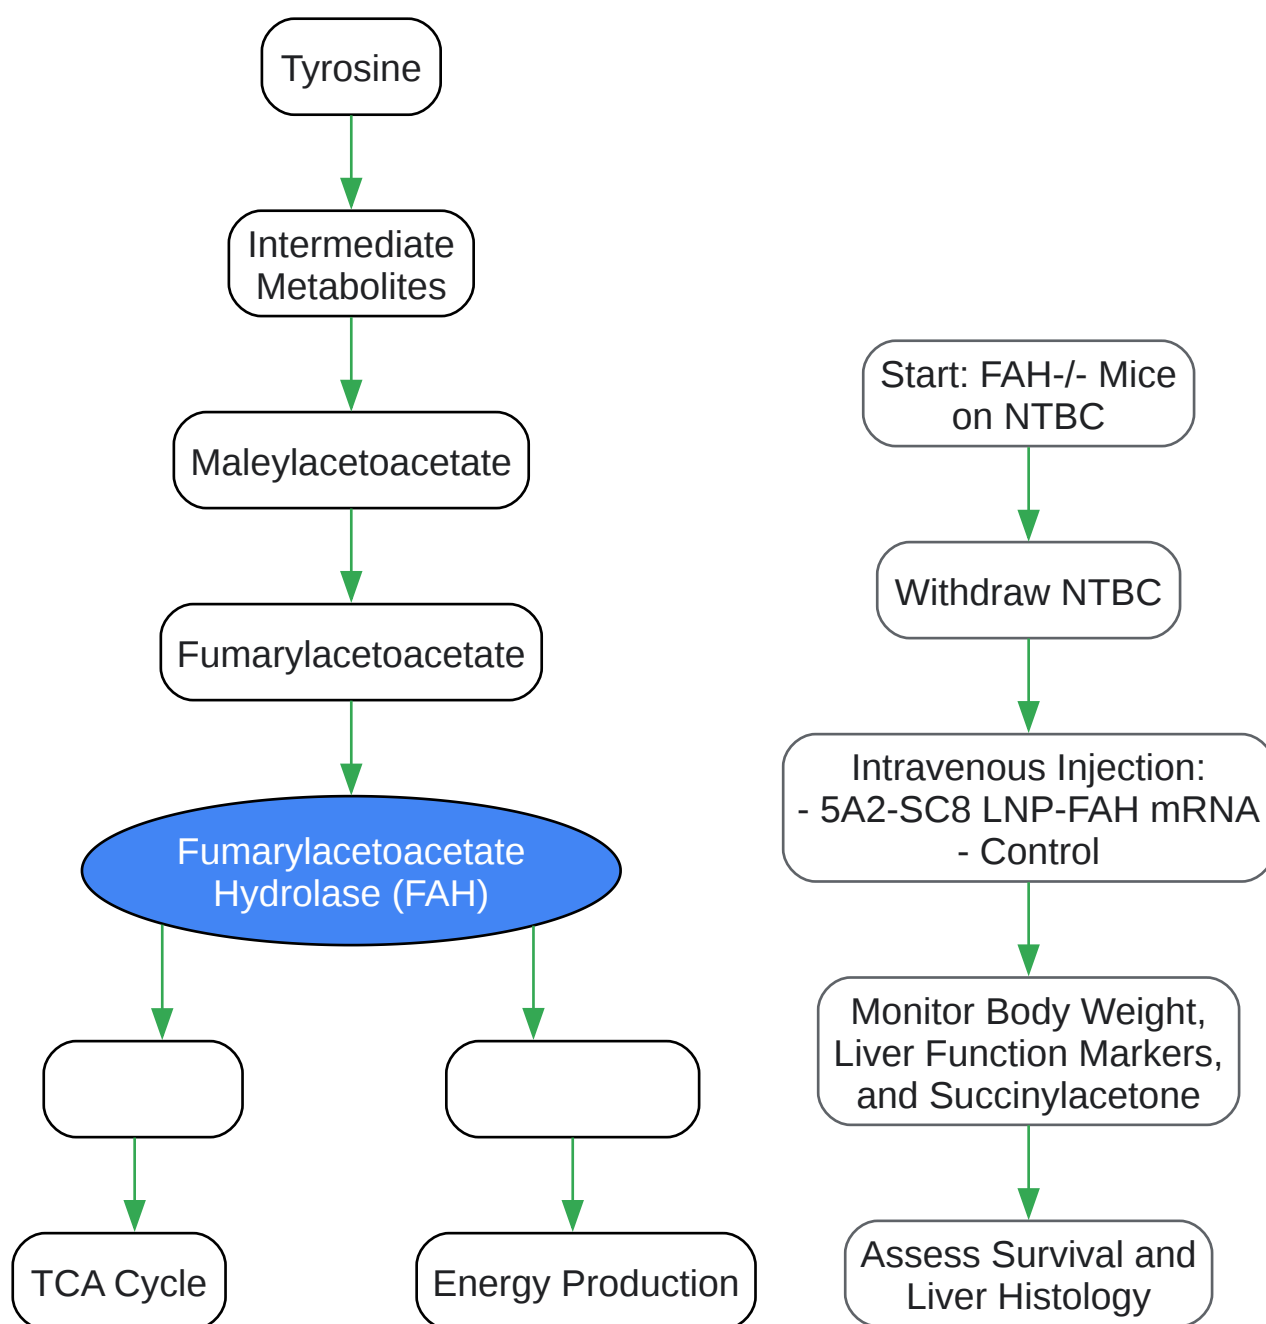 Tyrosine
Intermediate
Metabolites
Maleylacetoacetate
Fumarylacetoacetate
Fumarylacetoacetate
Hydrolase (FAH)
TCA Cycle
Energy Production
Start: FAH-/- Mice
on NTBC
Withdraw NTBC
Intravenous Injection:
- 5A2-SC8 LNP-FAH mRNA
- Control
Monitor Body Weight,
Liver Function Markers,
and Succinylacetone
Assess Survival and
Liver Histology